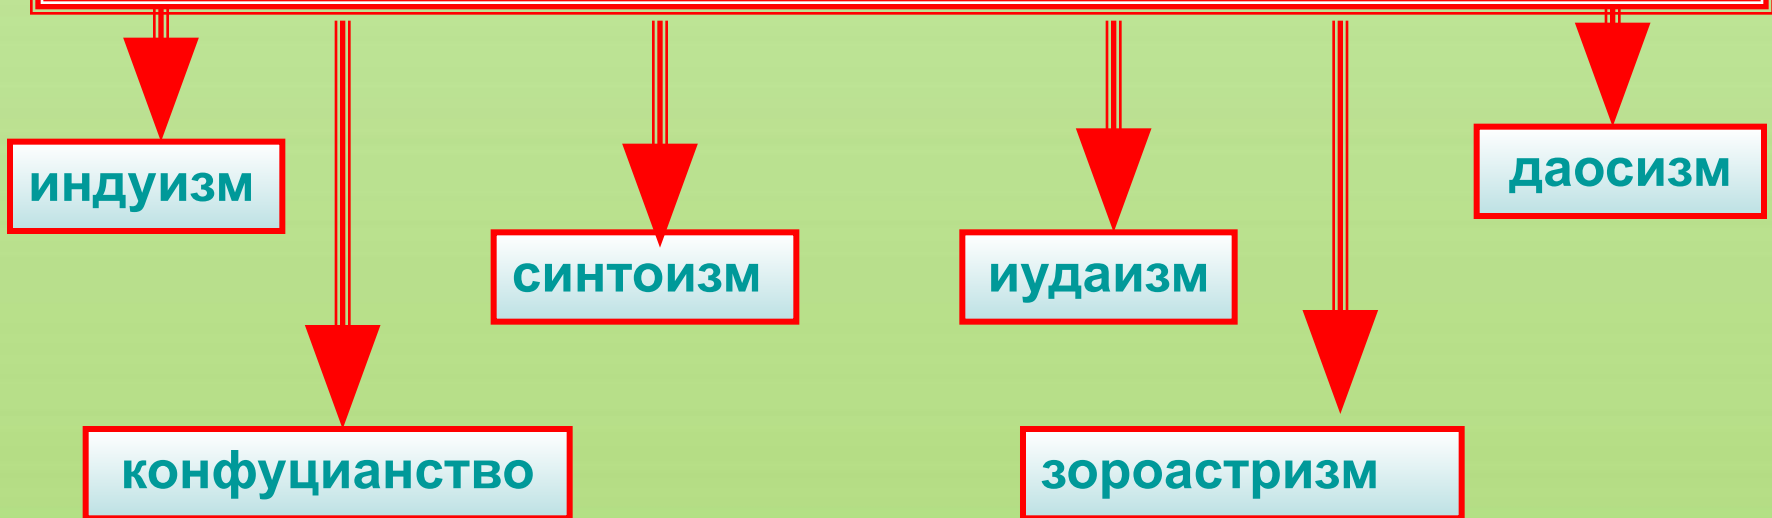 индуизм
даосизм
синтоизм
иудаизм
конфуцианство
зороастризм